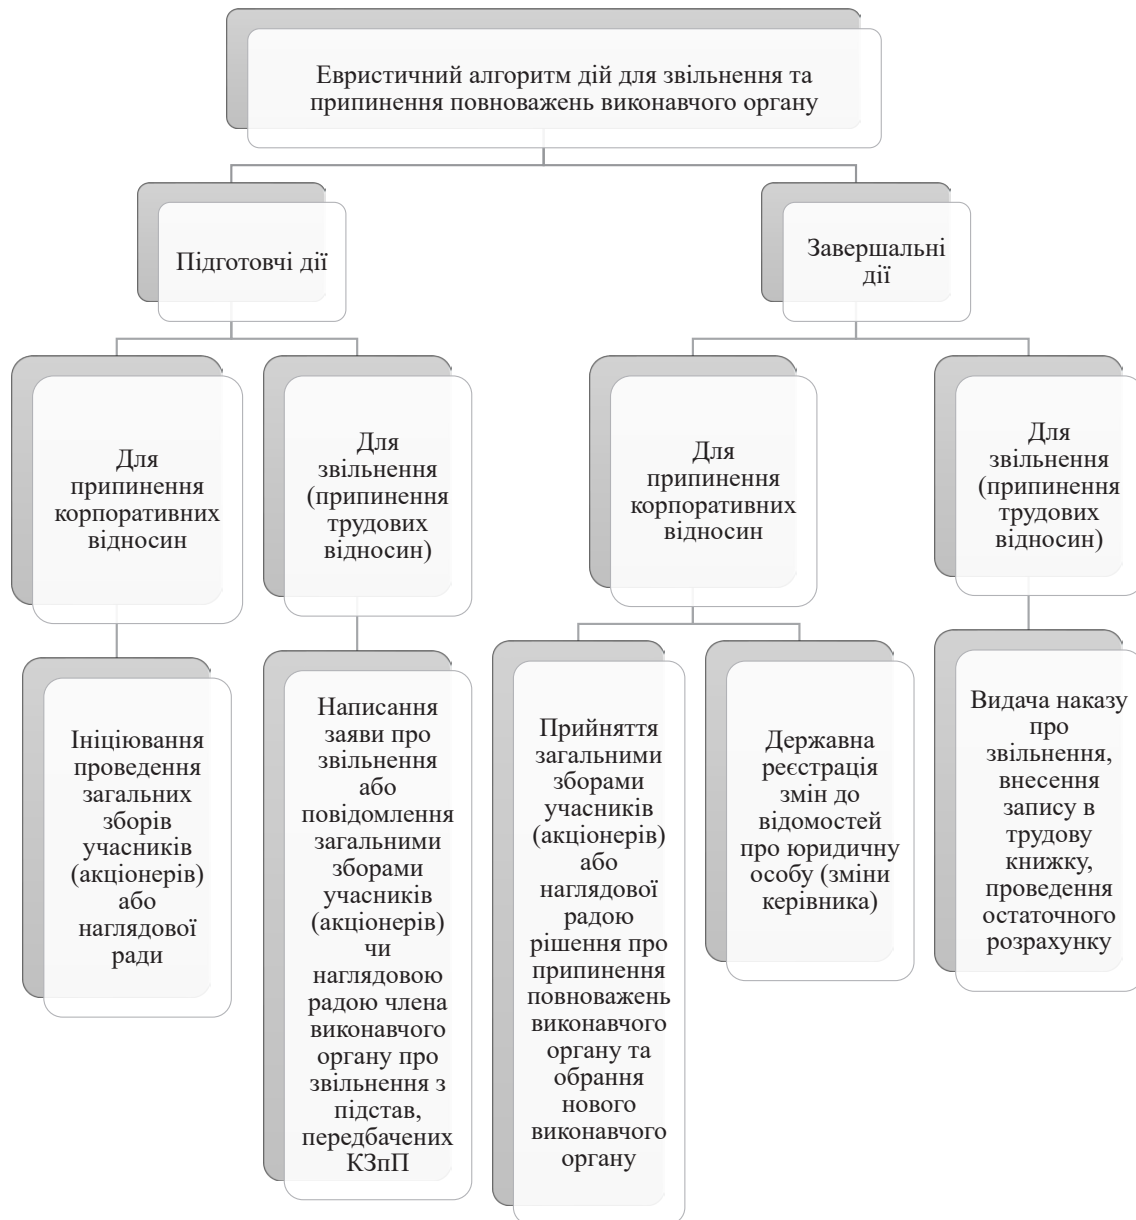 Евристичний алгоритм дій для звільнення та
припинення повноважень виконавчого органу
Підготовчі дії
Завершальні
дії
Для
припинення
корпоративних
відносин
Для
звільнення
(припинення
трудових
відносин)
Для
припинення
корпоративних
відносин
Для
звільнення
(припинення
трудових
відносин)
Ініціювання
проведення
загальних
зборів
учасників
(акціонерів)
або
наглядової
ради
Написання
заяви про
звільнення
або
повідомлення
загальними
зборами
учасників
(акціонерів)
чи
наглядовою
радою члена
виконавчого
органу про
звільнення з
підстав,
передбачених
КЗпП
Прийняття
загальними
зборами
учасників
(акціонерів)
або
наглядової
радою
рішення про
припинення
повноважень
виконавчого
органу та
обрання
нового
виконавчого
органу
Державна
реєстрація
змін до
відомостей
про юридичну
особу (зміни
керівника)
Видача наказу
про
звільнення,
внесення
запису в
трудову
книжку,
проведення
остаточного
розрахунку